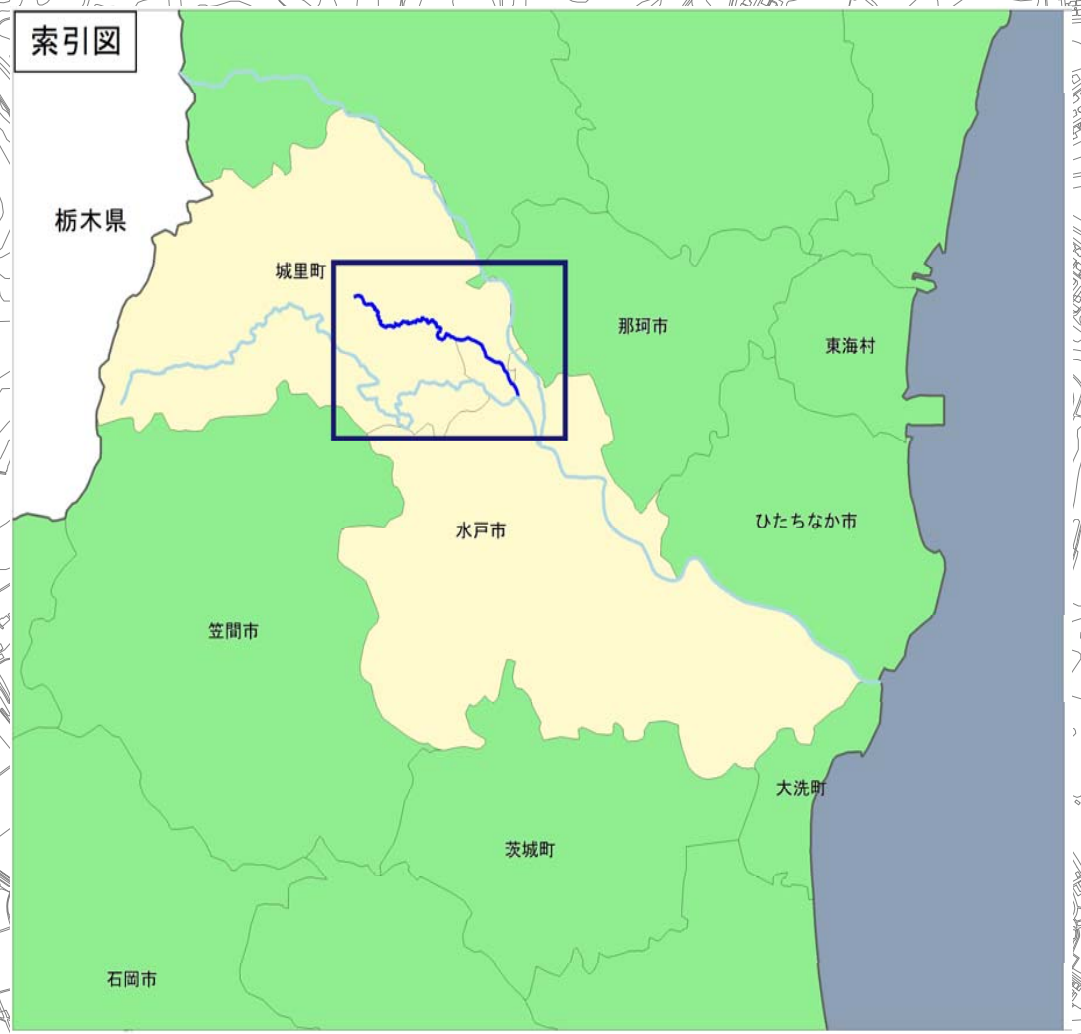 索引図
栃木県
城里町
那珂市
東海村
水戸市
ひたちなか市
笠間市
大洗町
茨城町
石岡市